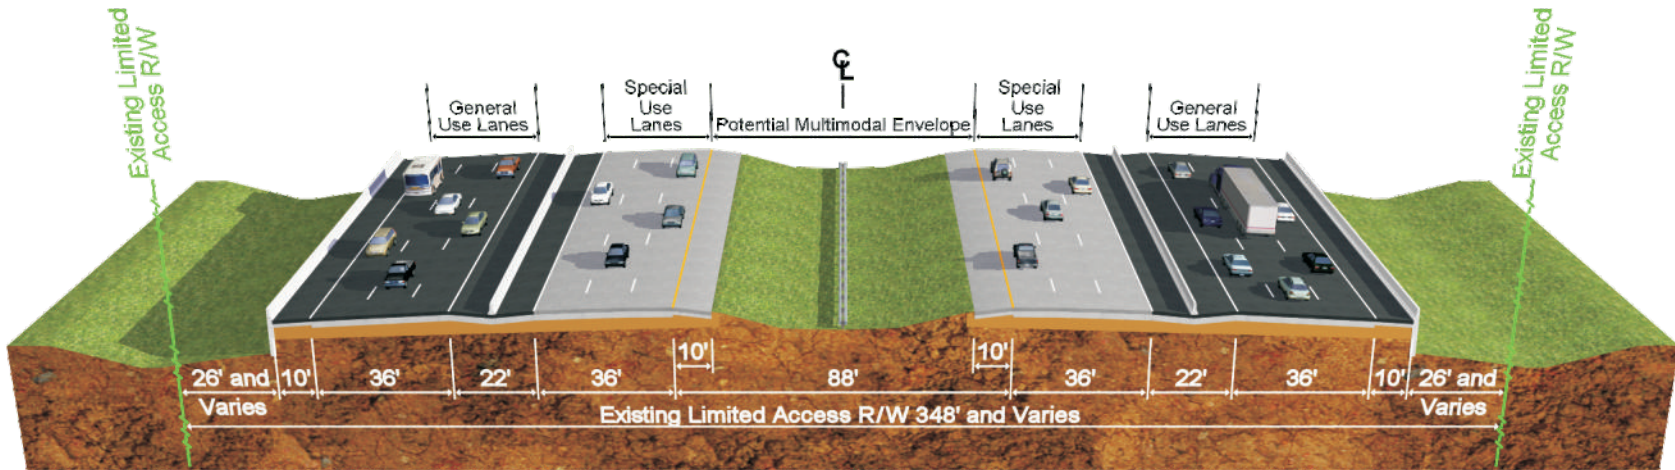 Existing Limited
Access R/W
General
Use Lanes
Special
Use
Lanes
CL
Potential Multimodal Envelope
Special
Use
Lanes
General
Use Lanes
Existing Limited
Access R/W
26' and
Varies
10'
36'
22'
36'
10'
88'
10'
36'
22'
36'
10'
26' and
Varies
Existing Limited Access R/W 348' and Varies